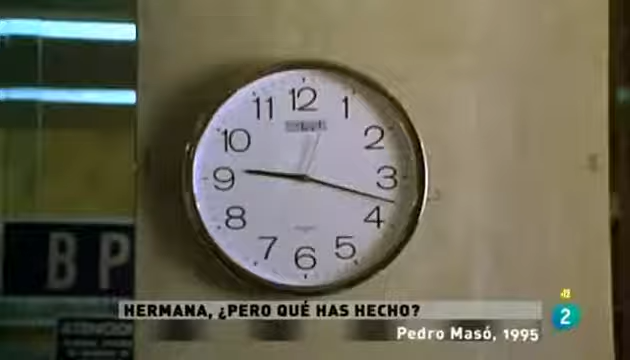 12
11 1
10 2
9 3
8 4
7 5
6
BP
ATENCION
HERMANA, ¿PERO QUÉ HAS HECHO?
Pedro Masó, 1995
2